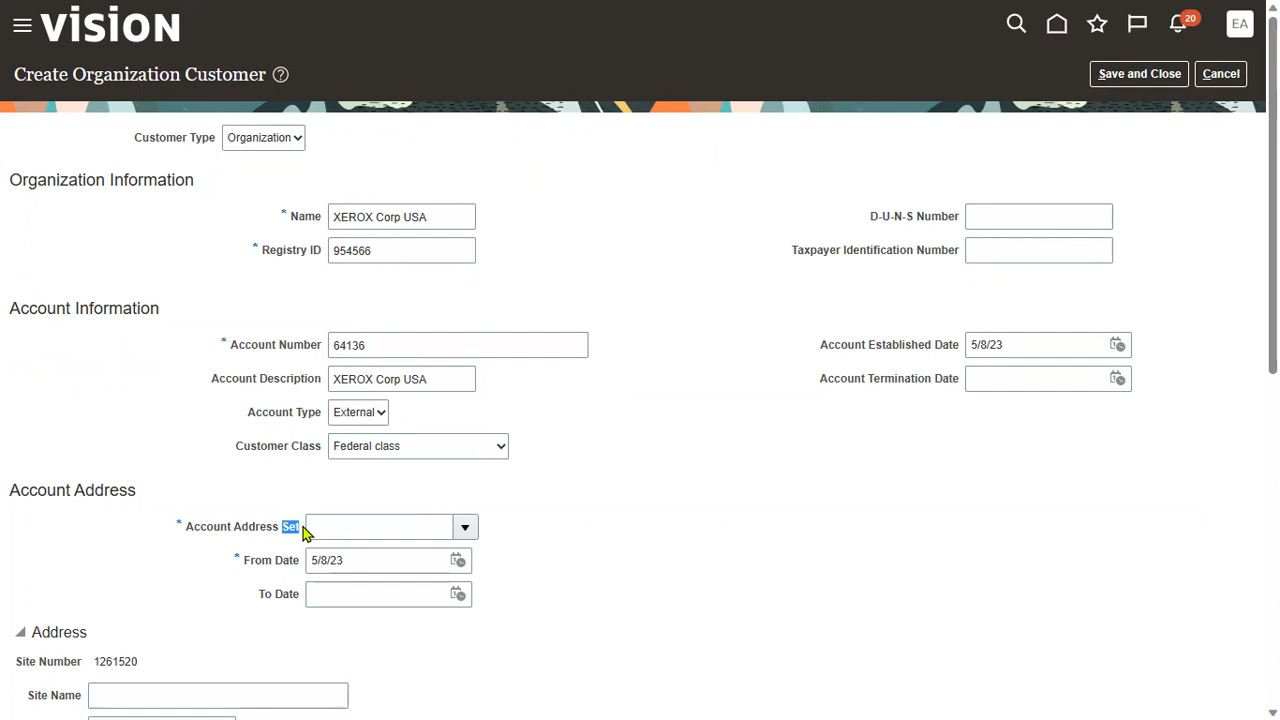 vision
20
EA
Create Organization Customer ?
Save and Close
Cancel
Customer Type Organization
Organization Information
* Name XEROX Corp USA
D-U-N-S Number
* Registry ID 954566
Taxpayer Identification Number
Account Information
* Account Number 64136
Account Established Date 5/8/23
Account Description XEROX Corp USA
Account Termination Date
Account Type External
Customer Class Federal class
Account Address
* Account Address Set
* From Date 5/8/23
To Date
Address
Site Number 1261520
Site Name